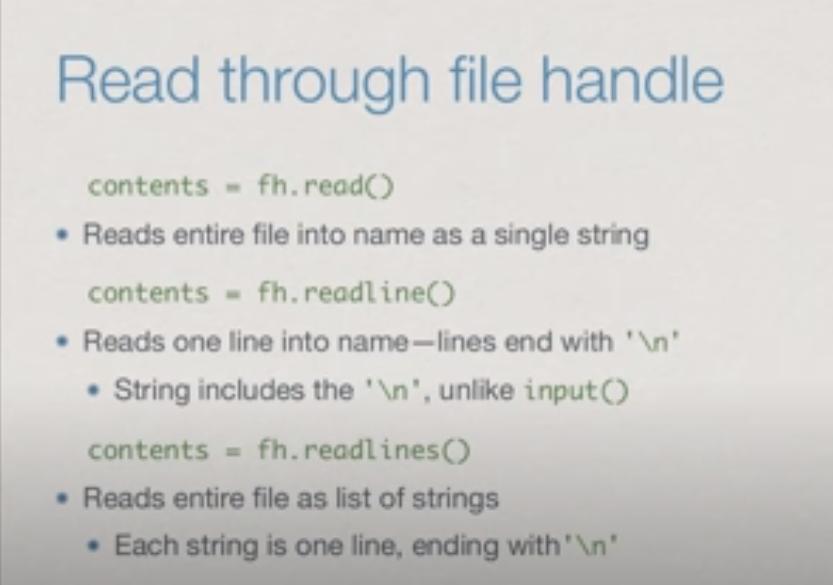 Read through file handle
contents = fh.read()
• Reads entire file into name as a single string
contents = fh.readline()
• Reads one line into name—lines end with '\n'
• String includes the '\n', unlike input()
contents = fh.readlines()
• Reads entire file as list of strings
• Each string is one line, ending with'\n'